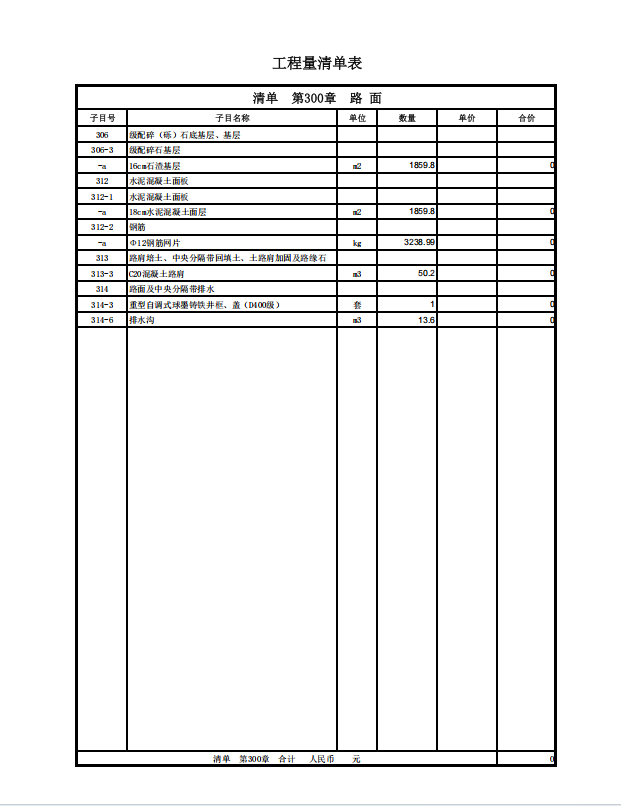 工程量清单表
清单 第300章 路 面
子目号 子目名称 单位 数量 单价 合价
306 级配碎（砾）石底基层、基层
306-3 级配碎石基层
-a 16cm石渣基层 m2 1859.8 0
312 水泥混凝土面板
312-1 水泥混凝土面板
-a 18cm水泥混凝土面层 m2 1859.8 0
312-2 钢筋
-a Φ12钢筋网片 kg 3238.99 0
313 路肩培土、中央分隔带回填土、土路肩加固及路缘石
313-3 C20混凝土路肩 m3 50.2 0
314 路面及中央分隔带排水
314-3 重型自调式球墨铸铁井框、盖（D400级） 套 1 0
314-6 排水沟 m3 13.6 0
清单 第300章 合计 人民币 元 0